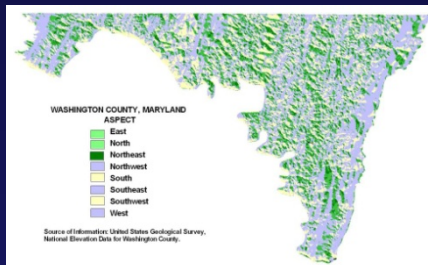 WASHINGTON COUNTY, MARYLAND
ASPECT
East
North
Northeast
Northwest
South
Southeast
Southwest
West
Source of Information: United States Geological Survey,
National Elevation Data for Washington County.